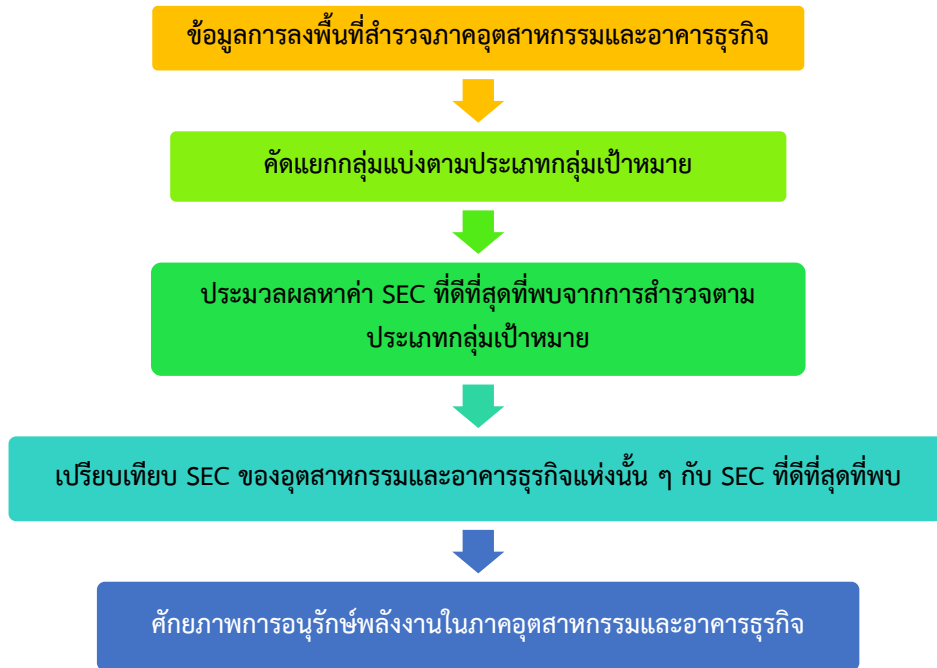 ข้อมูลการลงพื้นที่สำรวจภาคอุตสาหกรรมและอาคารธุรกิจ
คัดแยกกลุ่มแบ่งตามประเภทกลุ่มเป้าหมาย
ประมวลผลหาค่า SEC ที่ดีที่สุดที่พบจากการสำรวจตาม
ประเภทกลุ่มเป้าหมาย
เปรียบเทียบ SEC ของอุตสาหกรรมและอาคารธุรกิจแห่งนั้น ๆ กับ SEC ที่ดีที่สุดที่พบ
ศักยภาพการอนุรักษ์พลังงานในภาคอุตสาหกรรมและอาคารธุรกิจ